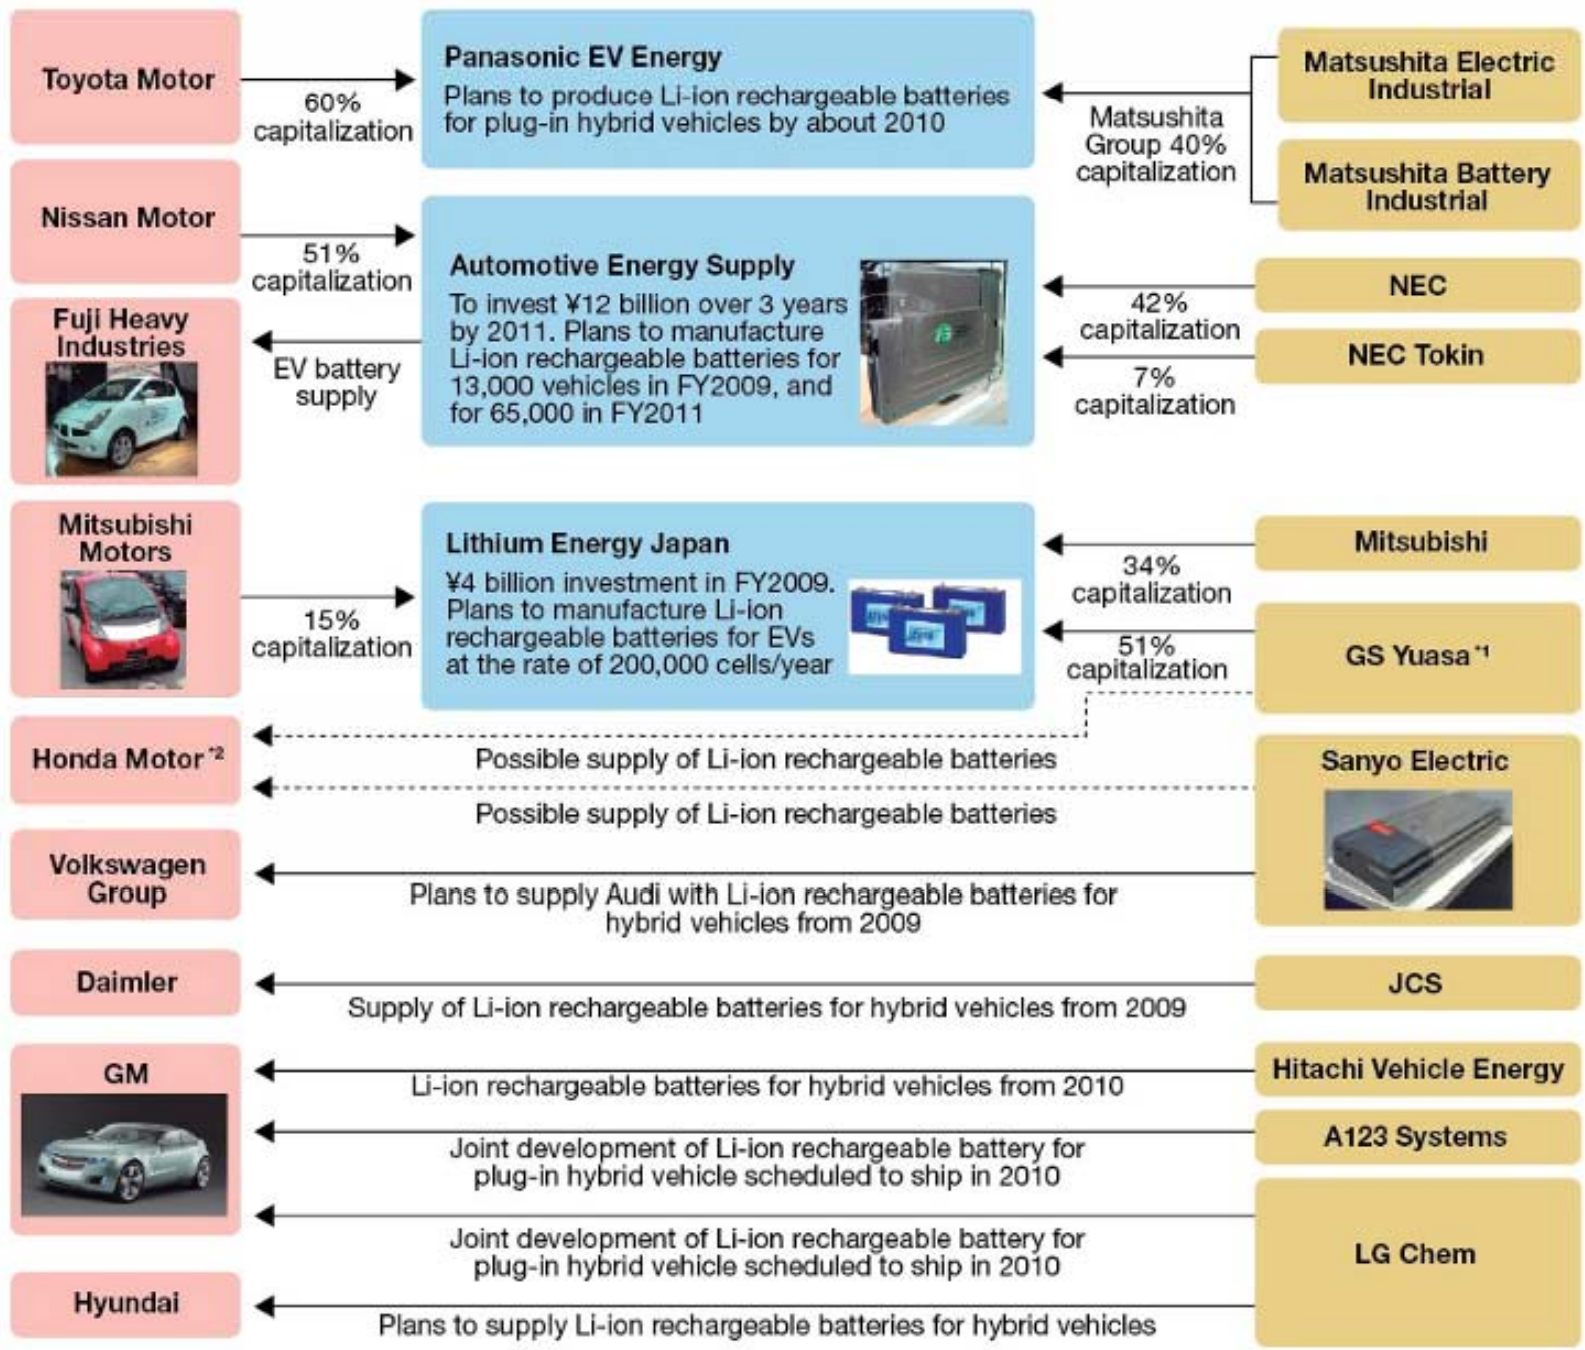 Toyota Motor
60%
capitalization
Panasonic EV Energy
Plans to produce Li-ion rechargeable batteries
for plug-in hybrid vehicles by about 2010
Matsushita
Group 40%
capitalization
Matsushita Electric
Industrial
Matsushita Battery
Industrial
Nissan Motor
51%
capitalization
Fuji Heavy
Industries
EV battery
supply
Automotive Energy Supply
To invest ¥12 billion over 3 years
by 2011. Plans to manufacture
Li-ion rechargeable batteries for
13,000 vehicles in FY2009, and
for 65,000 in FY2011
42%
capitalization
NEC
7%
capitalization
NEC Tokin
Mitsubishi
Motors
15%
capitalization
Lithium Energy Japan
¥4 billion investment in FY2009.
Plans to manufacture Li-ion
rechargeable batteries for EVs
at the rate of 200,000 cells/year
34%
capitalization
Mitsubishi
51%
capitalization
GS Yuasa*1
Honda Motor*2
Possible supply of Li-ion rechargeable batteries
Possible supply of Li-ion rechargeable batteries
Sanyo Electric
Volkswagen
Group
Plans to supply Audi with Li-ion rechargeable batteries for
hybrid vehicles from 2009
Daimler
Supply of Li-ion rechargeable batteries for hybrid vehicles from 2009
JCS
GM
Li-ion rechargeable batteries for hybrid vehicles from 2010
Hitachi Vehicle Energy
Joint development of Li-ion rechargeable battery for
plug-in hybrid vehicle scheduled to ship in 2010
A123 Systems
Joint development of Li-ion rechargeable battery for
plug-in hybrid vehicle scheduled to ship in 2010
LG Chem
Hyundai
Plans to supply Li-ion rechargeable batteries for hybrid vehicles